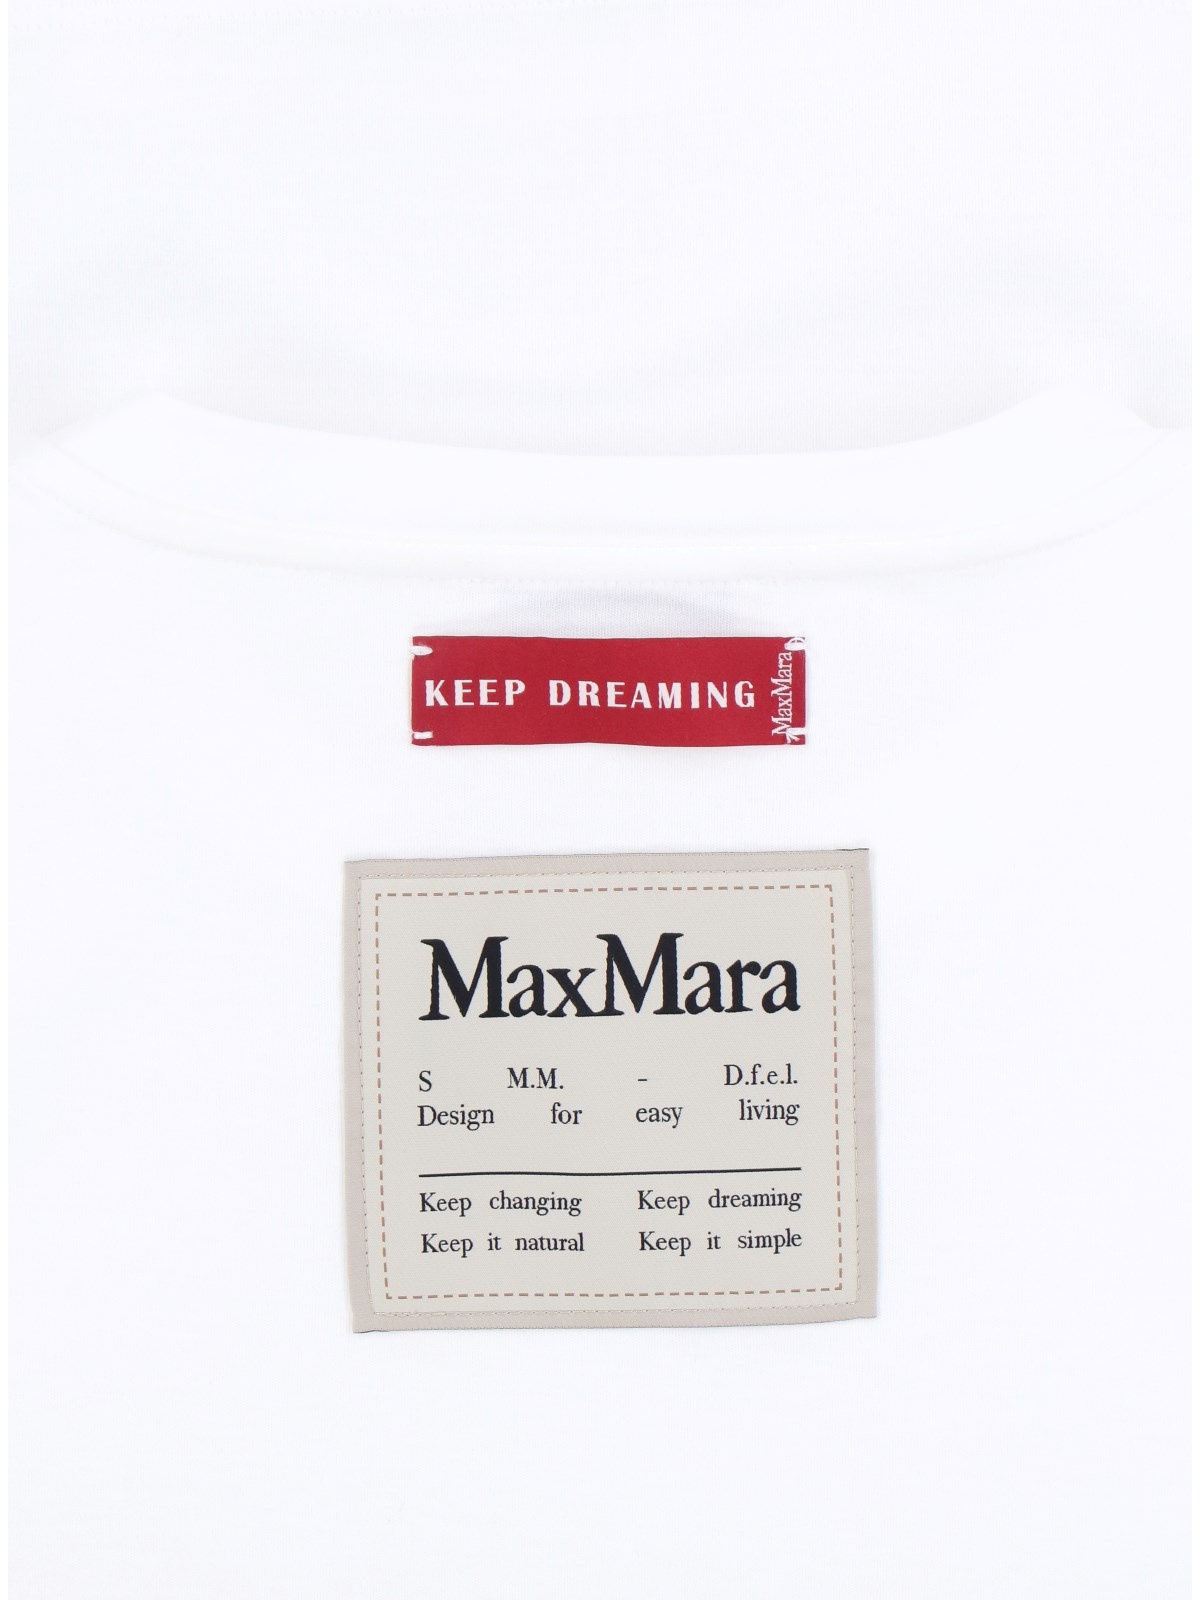 KEEP DREAMING
MaxMara
MaxMara
S M.M. - D.f.e.l.
Design for easy living
Keep changing Keep dreaming
Keep it natural Keep it simple